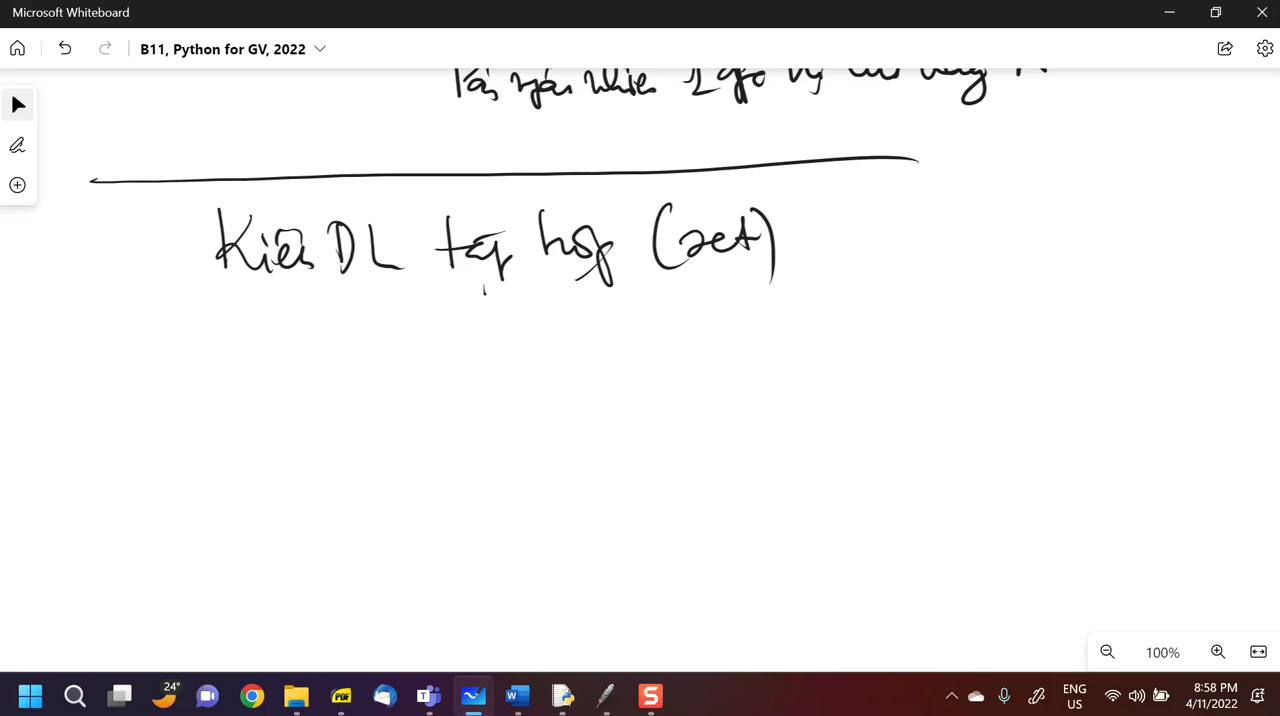 Microsoft Whiteboard
B11, Python for GV, 2022
Kiểu DL tập hợp (set)
100%
24°
ENG
US
8:58 PM
4/11/2022